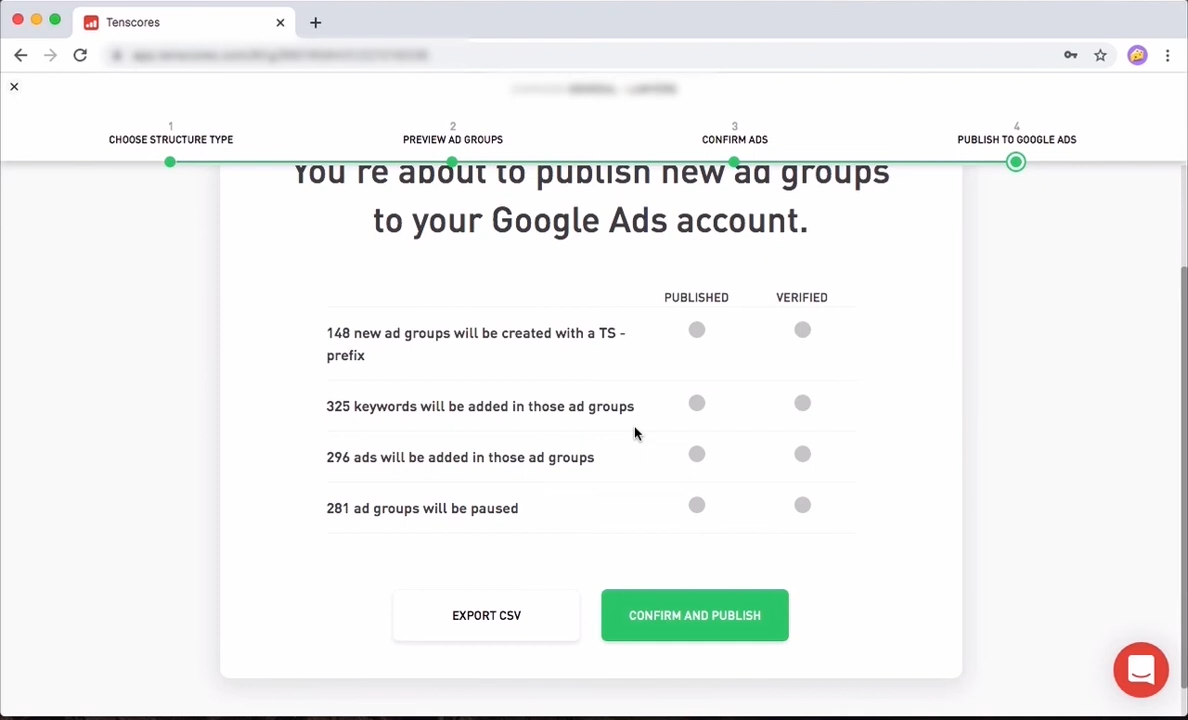 Tenscores
1
CHOOSE STRUCTURE TYPE
2
PREVIEW AD GROUPS
3
CONFIRM ADS
4
PUBLISH TO GOOGLE ADS
You're about to publish new ad groups
to your Google Ads account.
PUBLISHED
VERIFIED
148 new ad groups will be created with a TS -
prefix
325 keywords will be added in those ad groups
296 ads will be added in those ad groups
281 ad groups will be paused
EXPORT CSV
CONFIRM AND PUBLISH